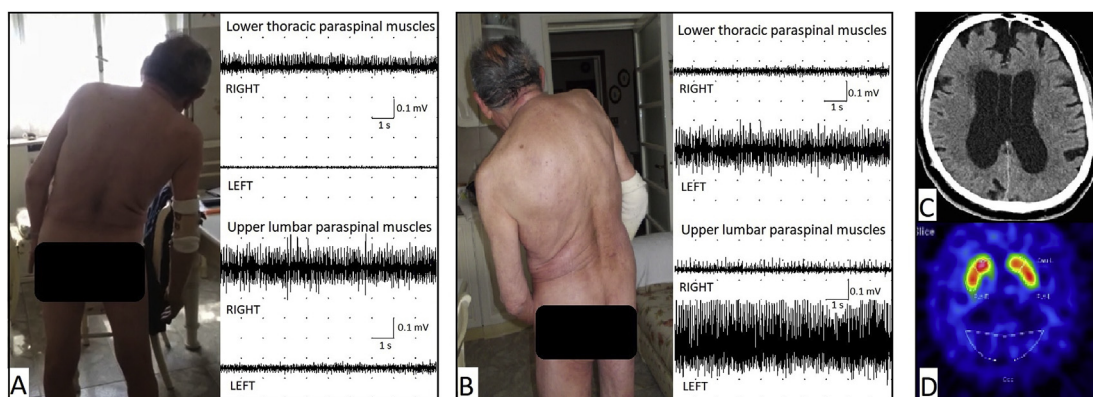 Lower thoracic paraspinal muscles
RIGHT
0.1 mV
1 s
LEFT
Upper lumbar paraspinal muscles
RIGHT
0.1 mV
1 s
LEFT
A
Lower thoracic paraspinal muscles
RIGHT
0.1 mV
1 s
LEFT
Upper lumbar paraspinal muscles
RIGHT
0.1 mV
1 s
LEFT
B
C
Slice
D